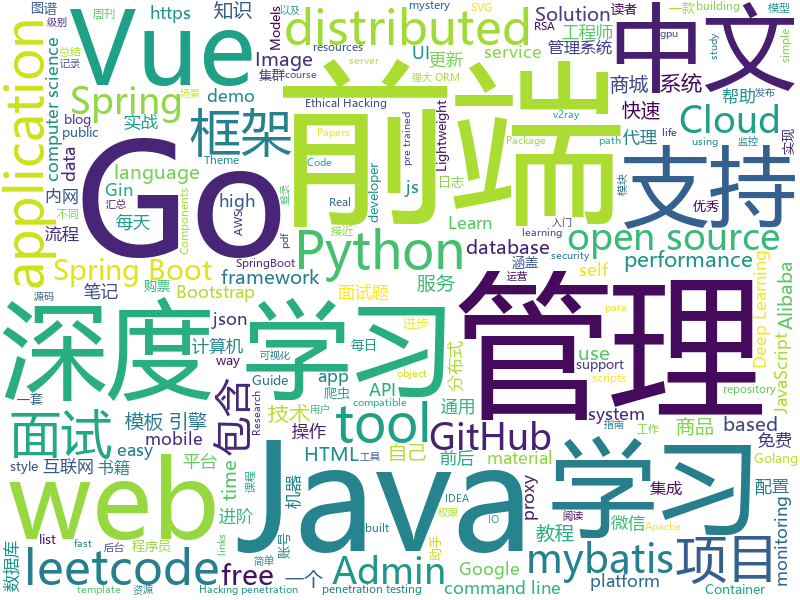 图谱 周刊 https 知识
总结 以及
记录
Vue
distributed
mystery SVG
Models Solution RSA
Image 工程师
集群 course UI 更新 管理系统
resources server service
强大 ORM
中文
读者 一款 building
模型
gpu study simple
application
Spring
demo
Ethical Hacking
实战
computer science
blog
public
data
框架
前端
Papers
Code
pre trained
Lightweight
v2ray
Package
path
life
using
代理
商城 系统
快速
帮助 发布
Cloud
场景
监控
实现
支持
模块
优秀
language
内网 Gin
每天
流程 汇总
不同
源码
Components
AWS
登录
high
Go
Theme
Real
接近
pdf
Python
developer
js
日志
Learn
database
服务
入门
learning
涵盖
security
open source
self performance
Spring Boot
framework
笔记 Bootstrap
SpringBoot
购票
运营
面试题
json
计算机
可视化
进步
每日
爬虫
use
API
分布式
support
para
Deep Learning
JavaScript
Alibaba
深度 学习
管理
way
Guide app
object
compatible
scripts
通用
repository
一套
面试
模板 引擎
包含
技术
用户
tool
GitHub
商品 based
指南 工作 Golang
mobile
easy
HTML
操作
自己
前后
system
免费
monitoring
style 互联网
书籍 平台
material
配置
web
time
课程
Research
机器
工具
Java
学习
proxy
集成
微信
阅读
数据库
list
进阶
Google
教程
IDEA
权限
IO
platform
leetcode
fast
links
程序员
账号
助手
built
Admin
mybatis
项目
后台
template 资源
free
简单
一个
Hacking penetration
penetration testing
command line
Apache
Container
级别